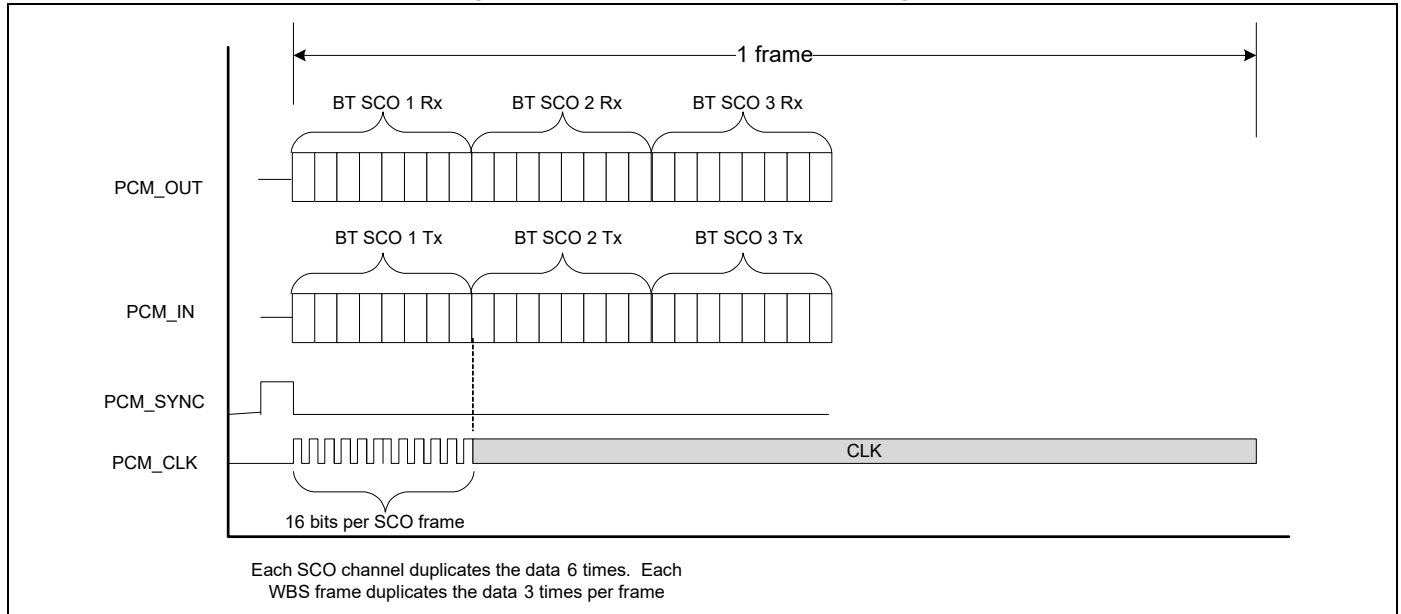 1 frame
BT SCO 1 Rx
BT SCO 2 Rx
BT SCO 3 Rx
PCM_OUT
BT SCO 1 Tx
BT SCO 2 Tx
BT SCO 3 Tx
PCM_IN
PCM_SYNC
PCM_CLK
CLK
16 bits per SCO frame
Each SCO channel duplicates the data 6 times. Each
WBS frame duplicates the data 3 times per frame